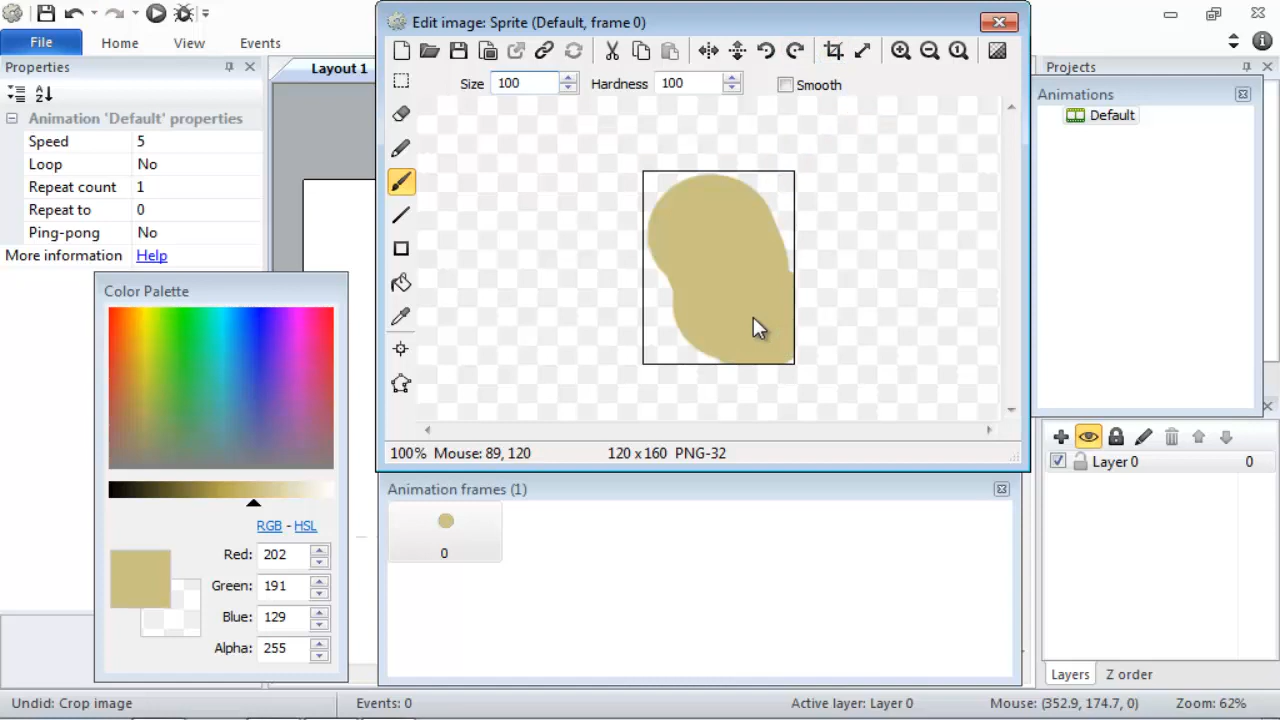 Edit image: Sprite (Default, frame 0)
File
Home
View
Events
Properties
Layout 1
Size 100
Hardness 100
Smooth
Projects
Animations
Default
Animation 'Default' properties
Speed 5
Loop No
Repeat count 1
Repeat to 0
Ping-pong No
More information Help
Color Palette
RGB - HSL
Red: 202
Green: 191
Blue: 129
Alpha: 255
100% Mouse: 89, 120
120 x 160 PNG-32
Animation frames (1)
0
Layer 0 0
Layers
Z order
Undid: Crop image
Events: 0
Active layer: Layer 0
Mouse: (352.9, 174.7, 0)
Zoom: 62%